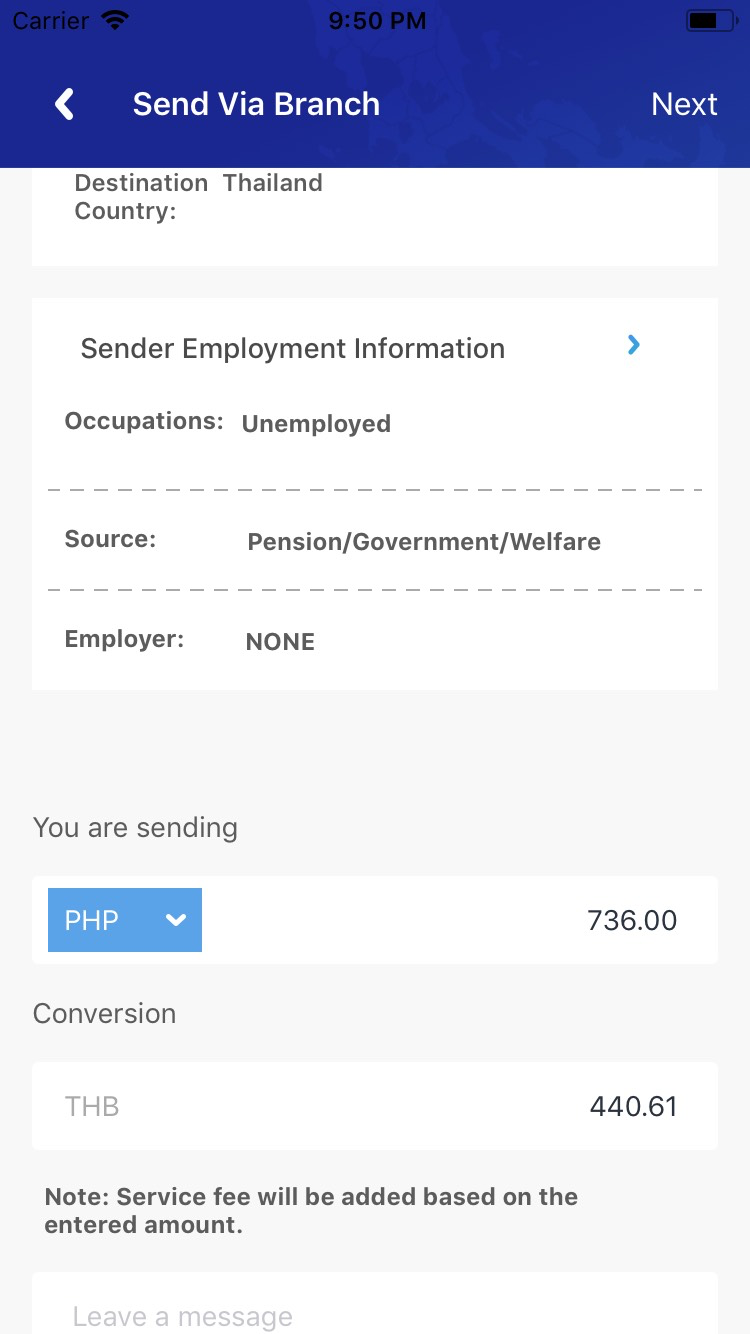 Carrier 9:50 PM
Send Via Branch Next
Destination Thailand
Country:
Sender Employment Information
Occupations: Unemployed
Source: Pension/Government/Welfare
Employer: NONE
You are sending
PHP 736.00
Conversion
THB 440.61
Note: Service fee will be added based on the
entered amount.
Leave a message